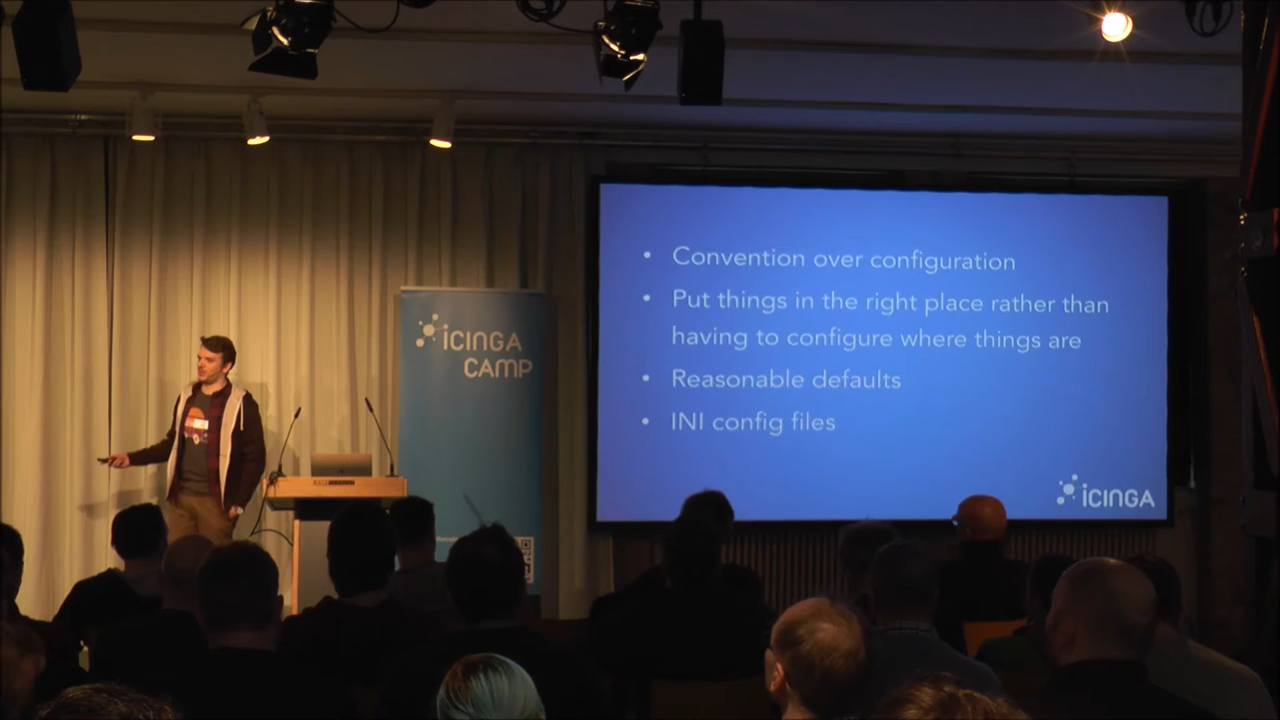 ICINGA
CAMP
• Convention over configuration
• Put things in the right place rather than
having to configure where things are
• Reasonable defaults
• INI config files
ICINGA